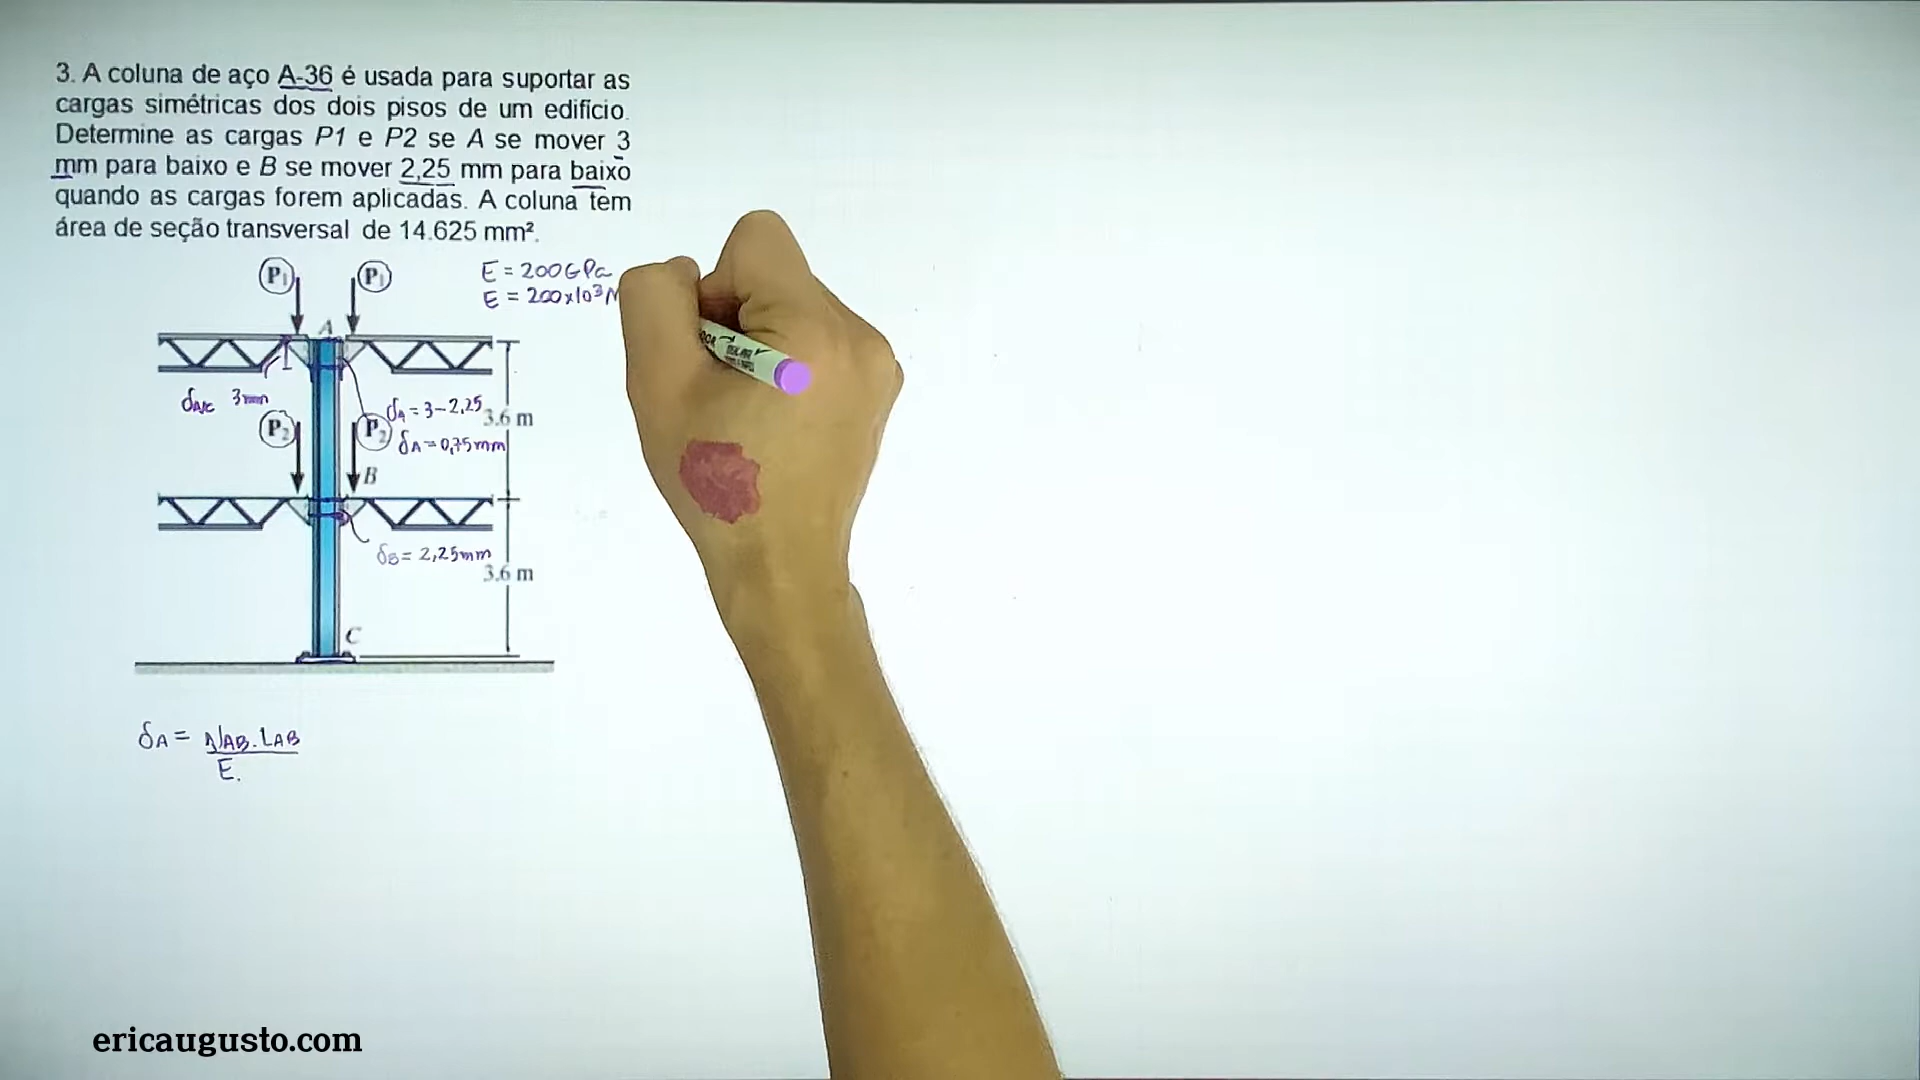 3. A coluna de aço A-36 é usada para suportar as
cargas simétricas dos dois pisos de um edifício.
Determine as cargas P1 e P2 se A se mover 3
mm para baixo e B se mover 2,25 mm para baixo
quando as cargas forem aplicadas. A coluna tem
área de seção transversal de 14.625 mm².
P1 P1
E = 200GPa
E = 200x10³ N
A
δA/C 3mm
δA = 3-2,25
3.6 m
P2 P2
δA = 0,75mm
B
δB = 2,25mm
3.6 m
C
δA = NAB.LAB
E.
ericaugusto.com